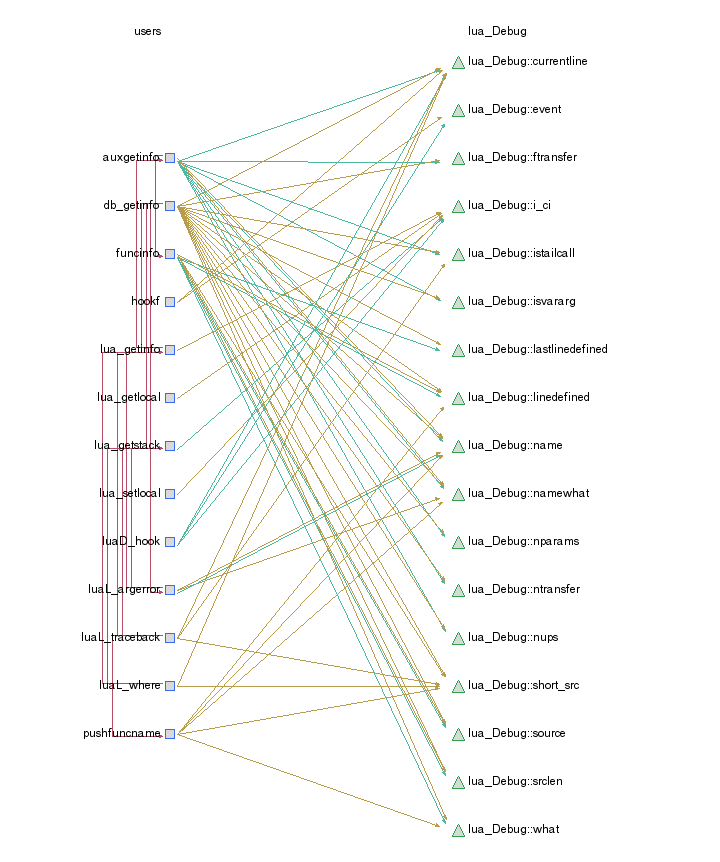 users
lua_Debug
lua_Debug::currentline
lua_Debug::event
auxgetinfo
lua_Debug::ftransfer
db_getinfo
lua_Debug::i_ci
funcinfo
lua_Debug::istailcall
hookf
lua_Debug::isvararg
lua_getinfo
lua_Debug::lastlinedefined
lua_getlocal
lua_Debug::linedefined
lua_getstack
lua_Debug::name
lua_setlocal
lua_Debug::namewhat
luaD_hook
lua_Debug::nparams
luaL_argerror
lua_Debug::ntransfer
luaL_traceback
lua_Debug::nups
luaL_where
lua_Debug::short_src
pushfuncname
lua_Debug::source
lua_Debug::srclen
lua_Debug::what